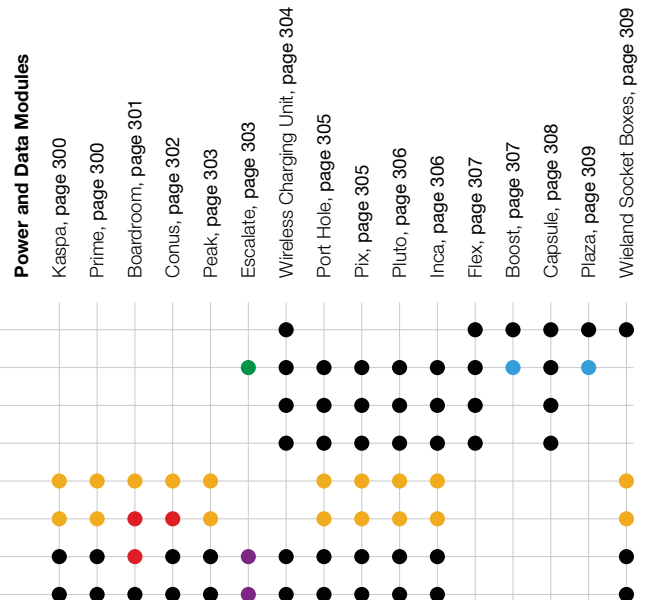 Power and Data Modules
Kaspa, page 300
Prime, page 300
Boardroom, page 301
Conus, page 302
Peak, page 303
Escalate, page 303
Wireless Charging Unit, page 304
Port Hole, page 305
Pix, page 305
Pluto, page 306
Inca, page 306
Flex, page 307
Boost, page 307
Capsule, page 308
Plaza, page 309
Wieland Socket Boxes, page 309